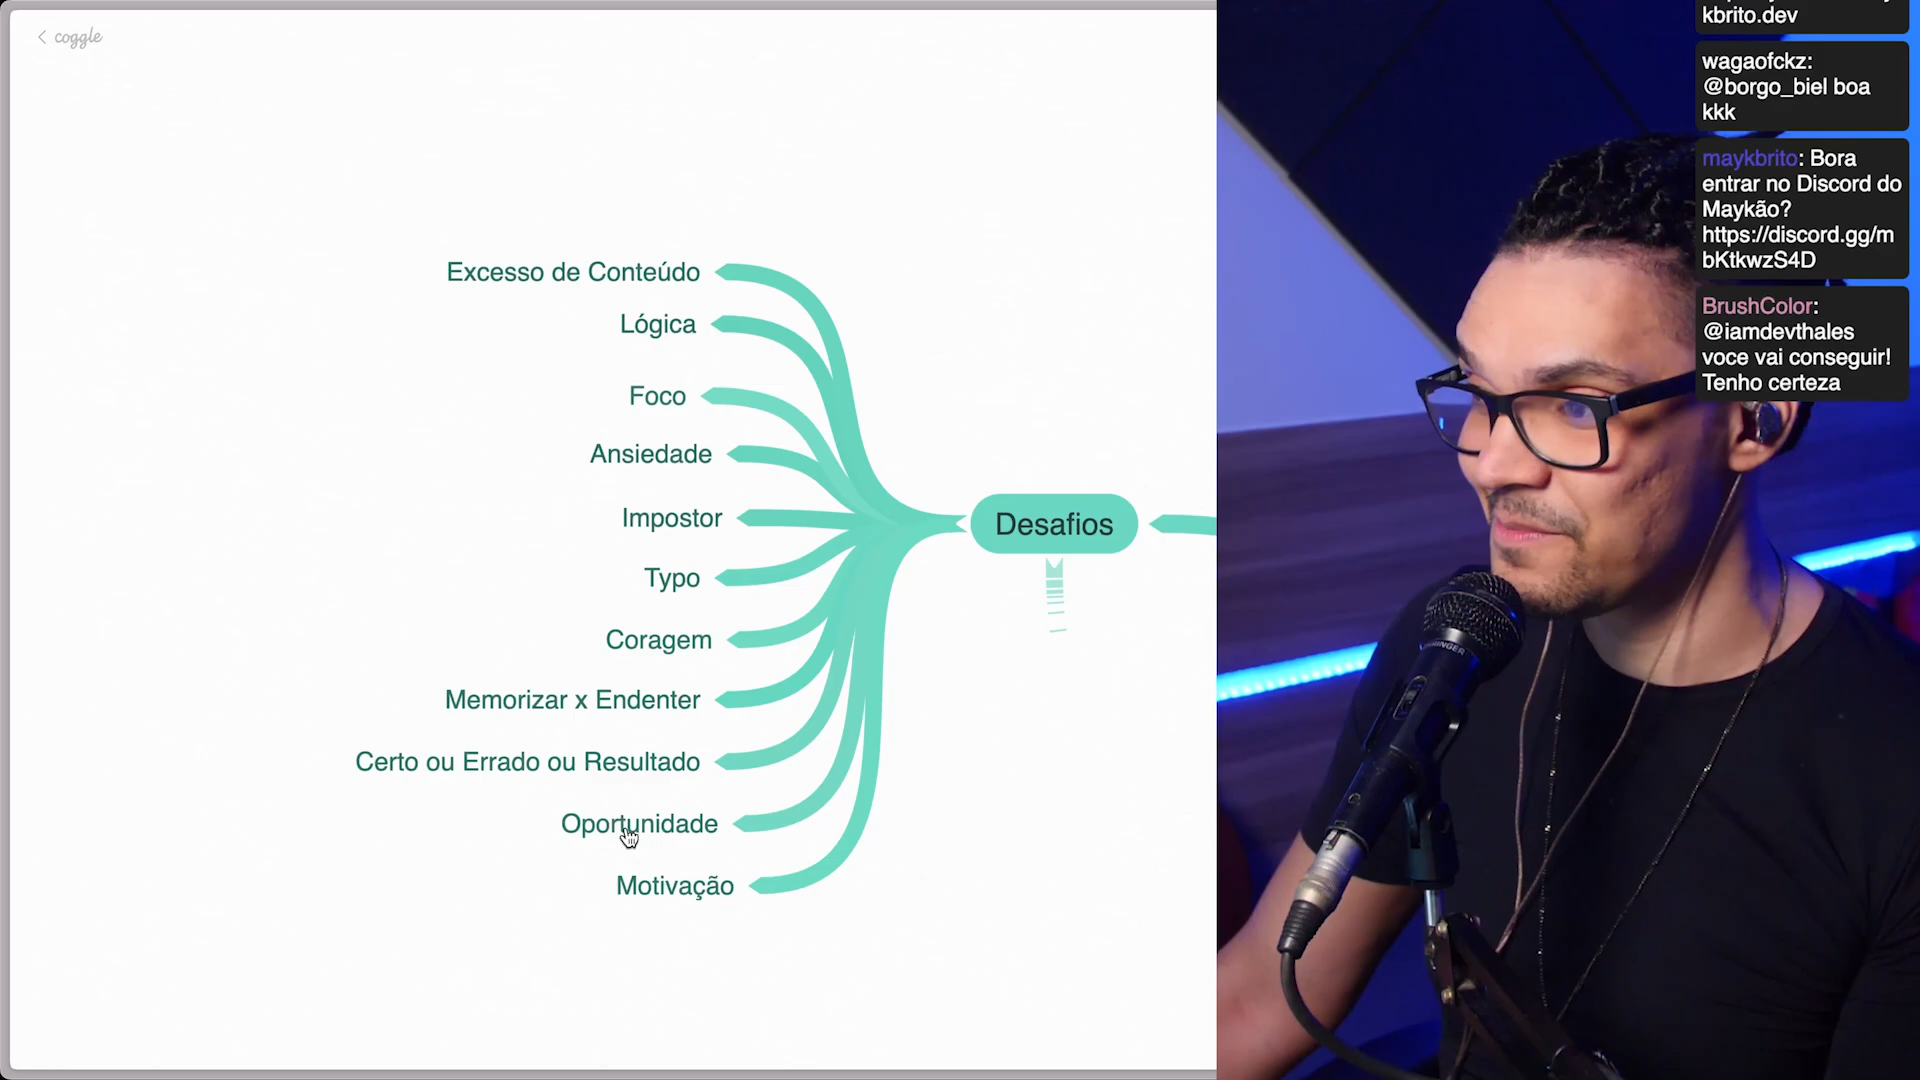 coggle
Excesso de Conteúdo
Lógica
Foco
Ansiedade
Impostor
Typo
Coragem
Memorizar x Endenter
Certo ou Errado ou Resultado
Oportunidade
Motivação
Desafios
kbrito.dev
wagaofckz:
@borgo_biel boa
kkk
maykbrito: Bora
entrar no Discord do
Maykão?
https://discord.gg/m
bKtkwzS4D
BrushColor:
@iamdevthales
voce vai conseguir!
Tenho certeza